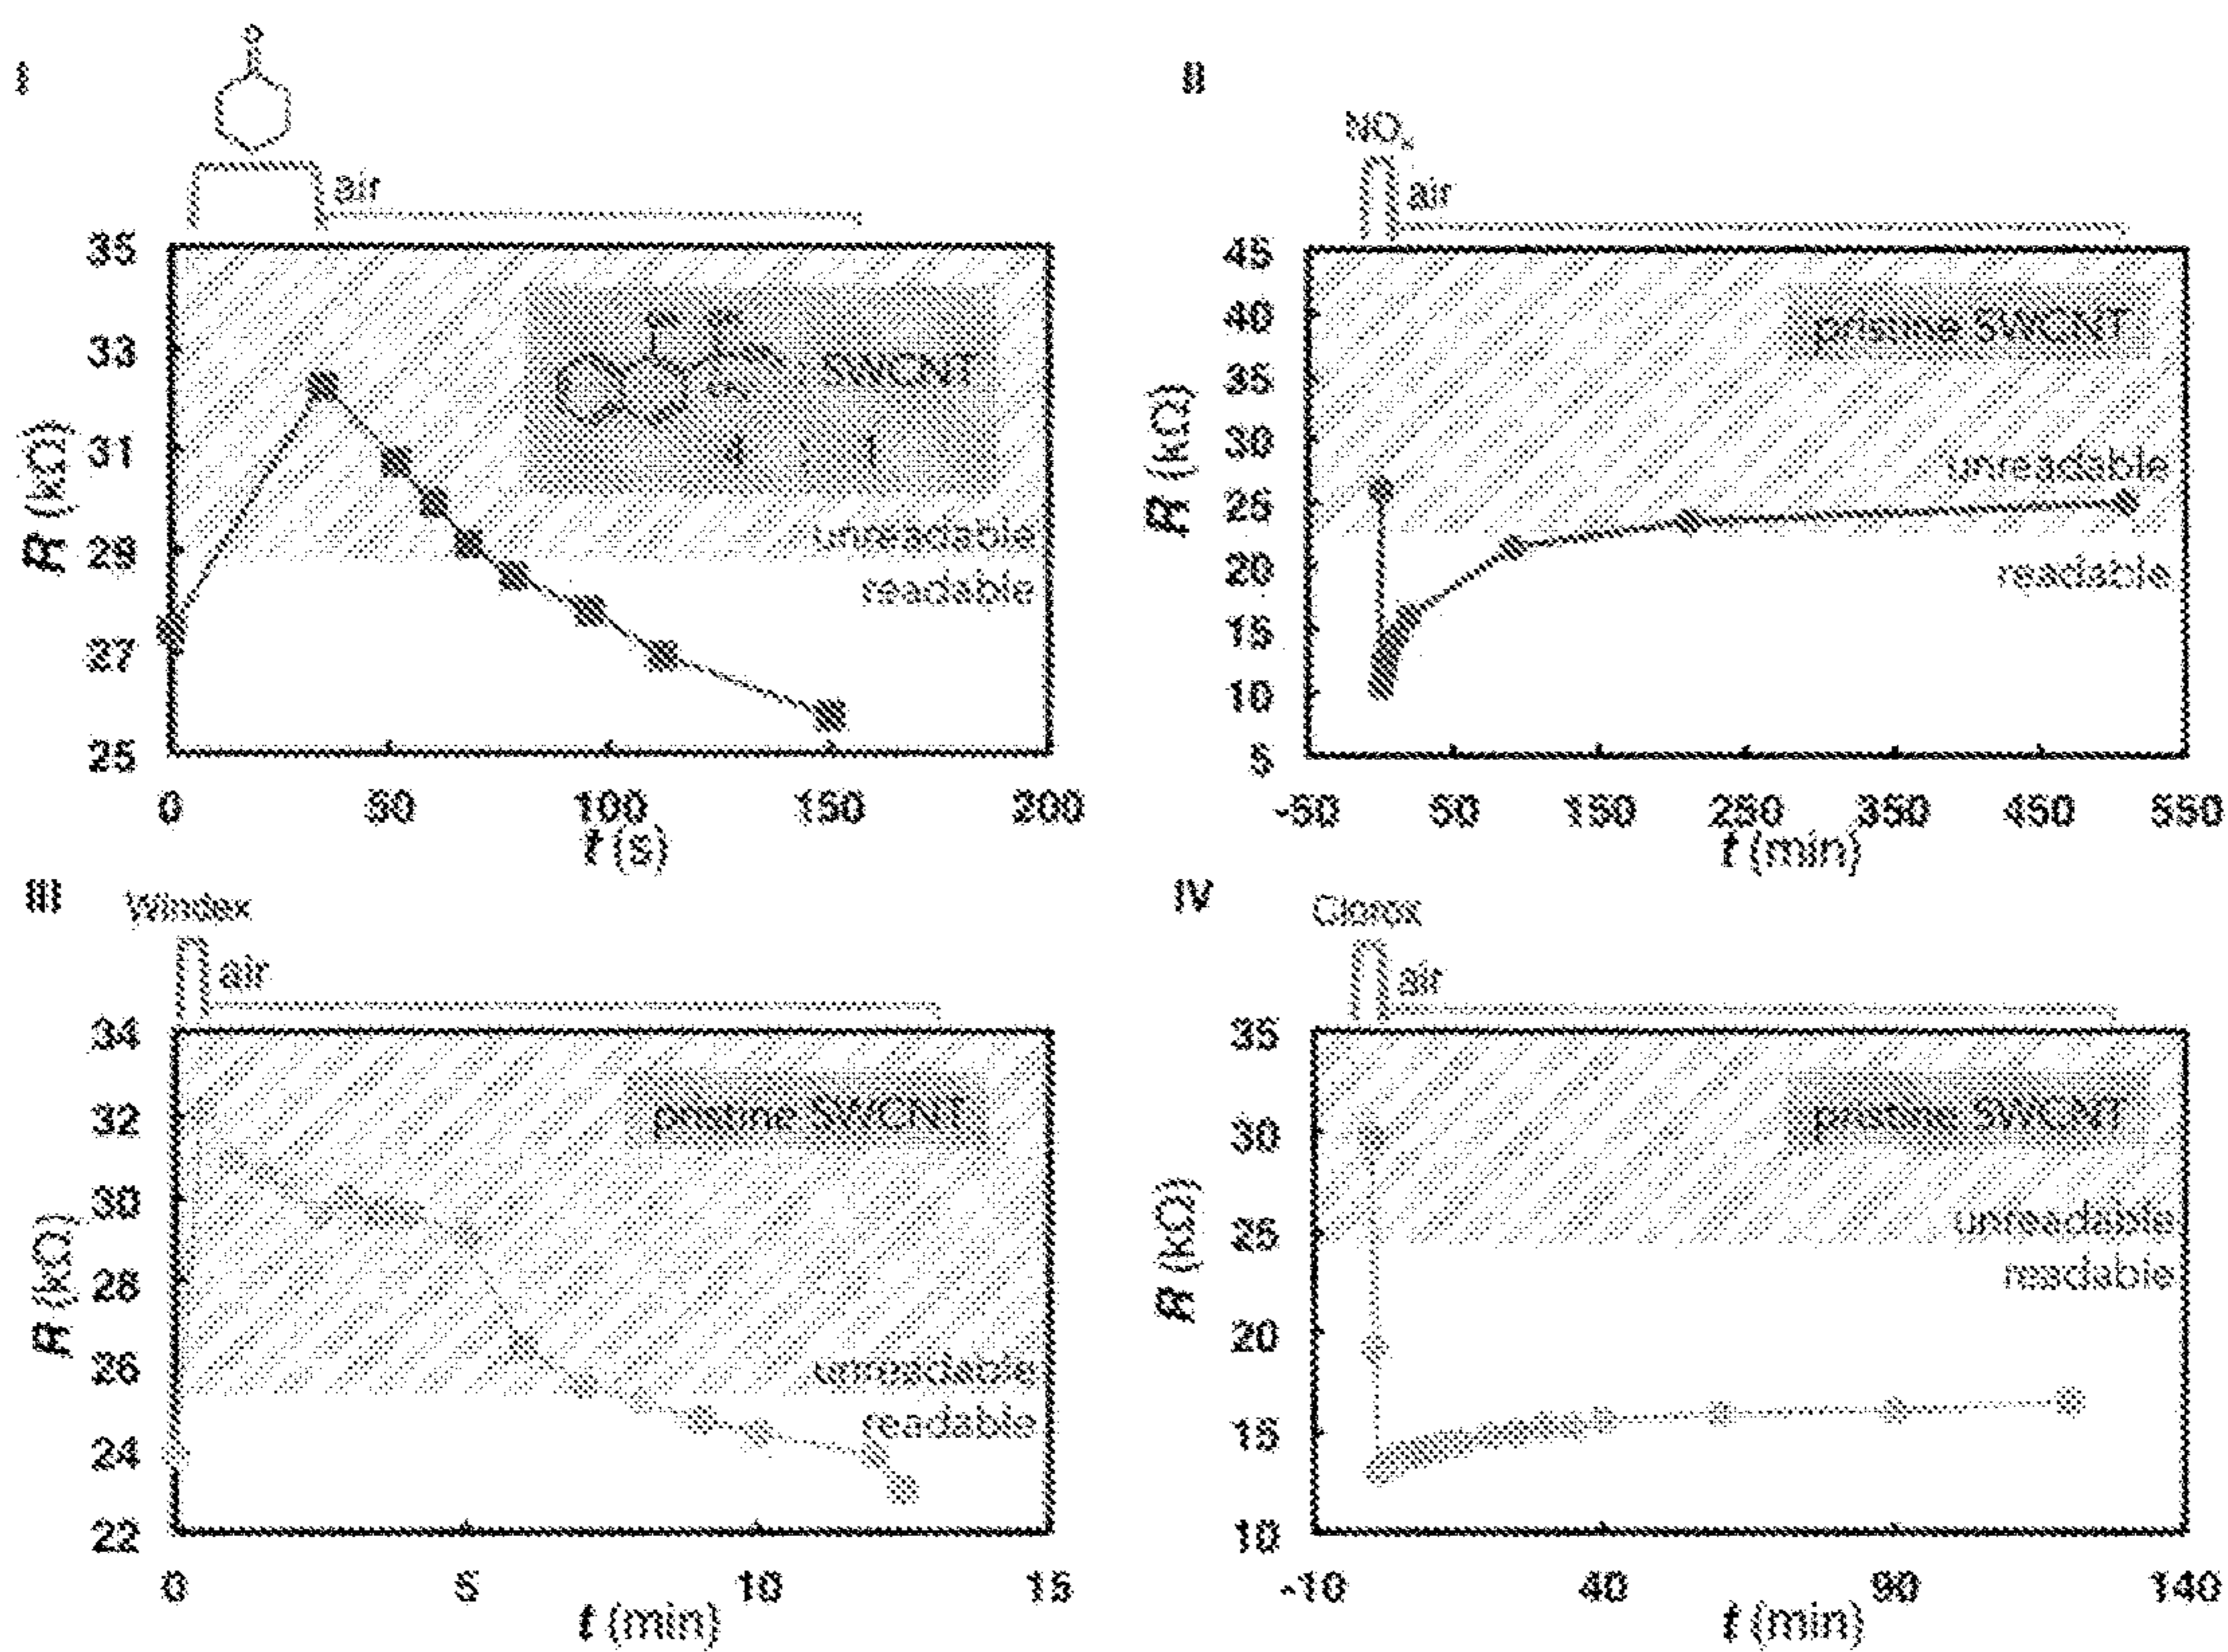 I
O
air
35
33
31
29
27
25
R (kΩ)
SWCNT
4 : 1
unreadable
readable
0 50 100 150 200
t (s)
II
NOx
air
45
40
35
30
25
20
15
10
5
R (kΩ)
pristine SWCNT
unreadable
readable
-50 50 150 250 350 450 550
t (min)
III
Windex
air
34
32
30
28
26
24
22
R (kΩ)
pristine SWCNT
unreadable
readable
0 5 10 15
t (min)
IV
Clorox
air
35
30
25
20
15
10
R (kΩ)
pristine SWCNT
unreadable
readable
-10 40 90 140
t (min)